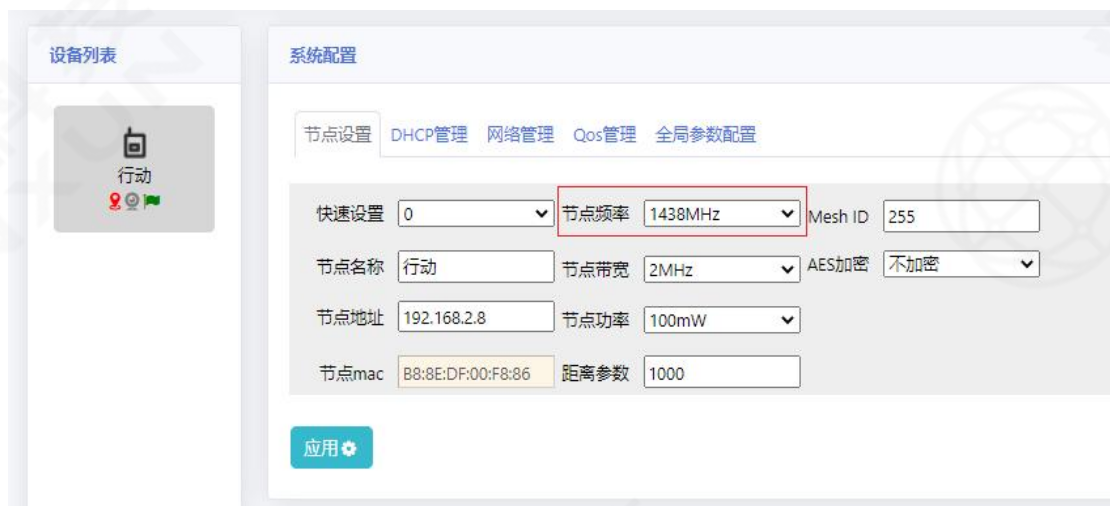 设备列表
系统配置
行动
节点设置 DHCP管理 网络管理 Qos管理 全局参数配置
快速设置 0 节点频率 1438MHz Mesh ID 255
节点名称 行动 节点带宽 2MHz AES加密 不加密
节点地址 192.168.2.8 节点功率 100mW
节点mac B8:8E:DF:00:F8:86 距离参数 1000
应用